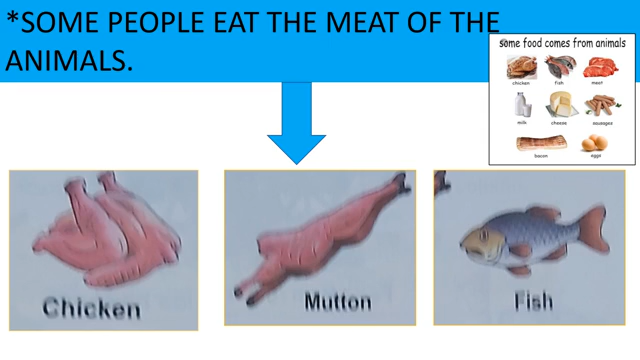 *SOME PEOPLE EAT THE MEAT OF THE
ANIMALS.
some food comes from animals
chicken fish meat
milk cheese sausages
bacon eggs
Chicken Mutton Fish